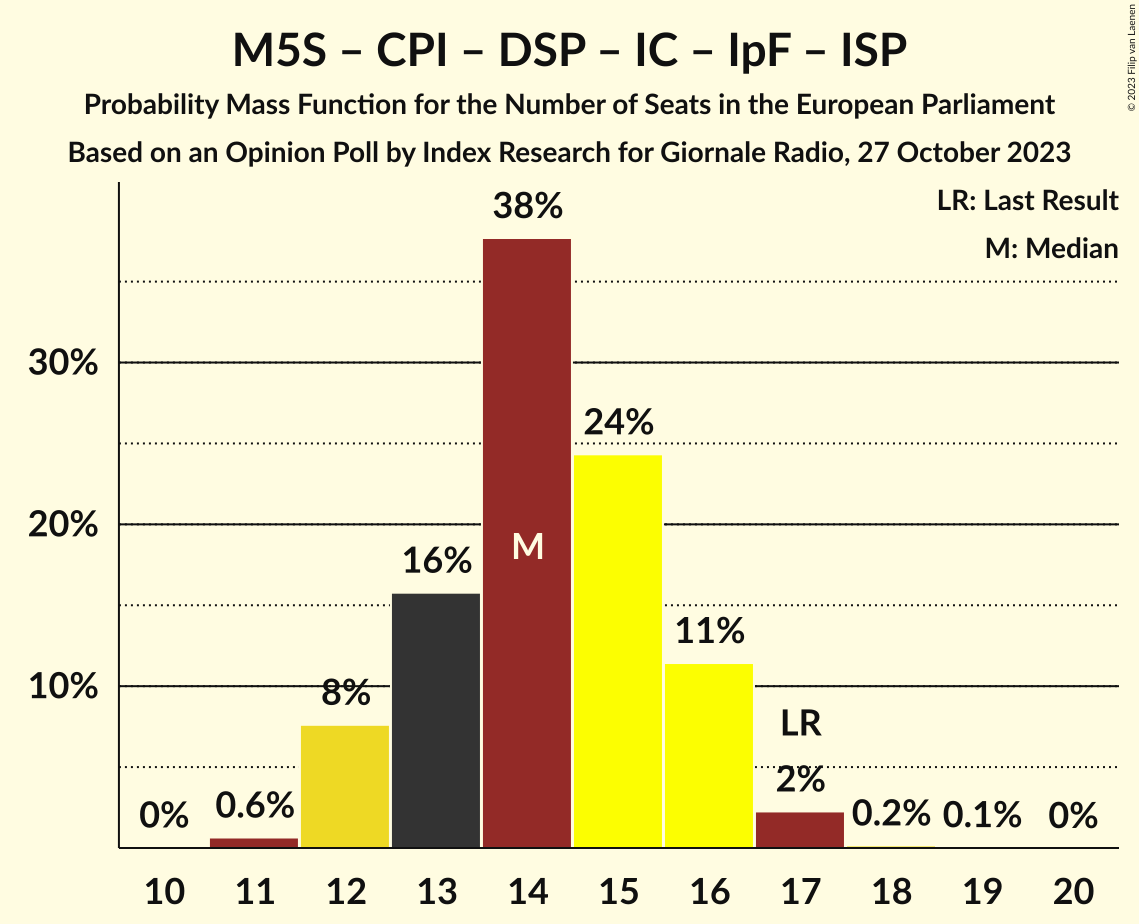 M5S – CPI – DSP – IC – IpF – ISP
Probability Mass Function for the Number of Seats in the European Parliament
Based on an Opinion Poll by Index Research for Giornale Radio, 27 October 2023
© 2023 Filip van Laenen
LR: Last Result
M: Median
38%
30%
24%
20%
M
16%
11%
10%
8%
LR
2%
0%
0.6%
0.2%
0.1%
0%
10 11 12 13 14 15 16 17 18 19 20